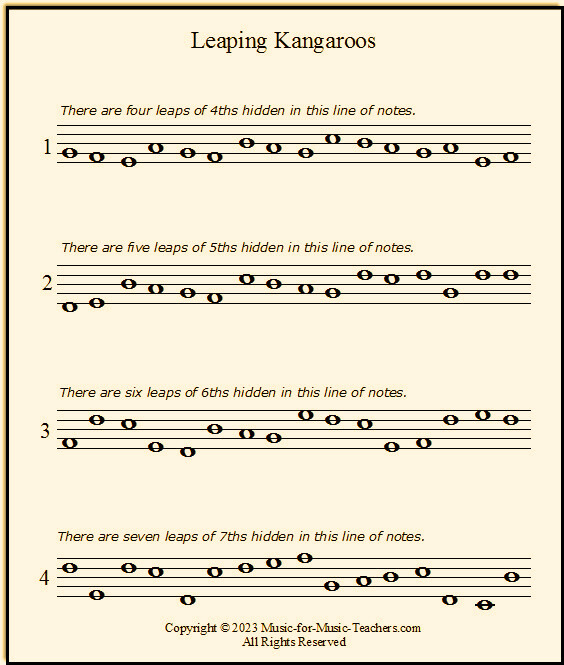 Leaping Kangaroos
There are four leaps of 4ths hidden in this line of notes.
1
There are five leaps of 5ths hidden in this line of notes.
2
There are six leaps of 6ths hidden in this line of notes.
3
There are seven leaps of 7ths hidden in this line of notes.
4
Copyright © 2023 Music-for-Music-Teachers.com
All Rights Reserved